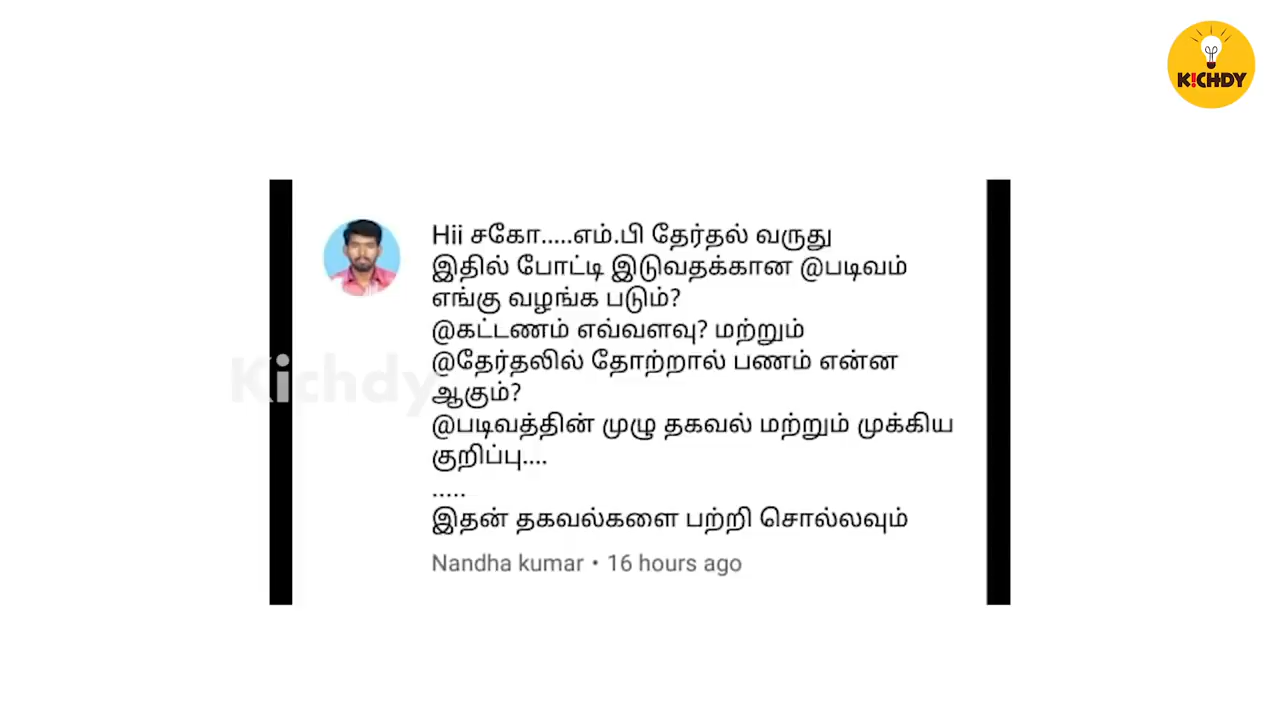 K!CHDY
Hii சகோ.....எம்.பி தேர்தல் வருது
இதில் போட்டி இடுவதக்கான @படிவம்
எங்கு வழங்க படும்?
@கட்டணம் எவ்வளவு? மற்றும்
@தேர்தலில் தோற்றால் பணம் என்ன
Kichdy
ஆகும்?
@படிவத்தின் முழு தகவல் மற்றும் முக்கிய
குறிப்பு....
.....
இதன் தகவல்களை பற்றி சொல்லவும்
Nandha kumar • 16 hours ago